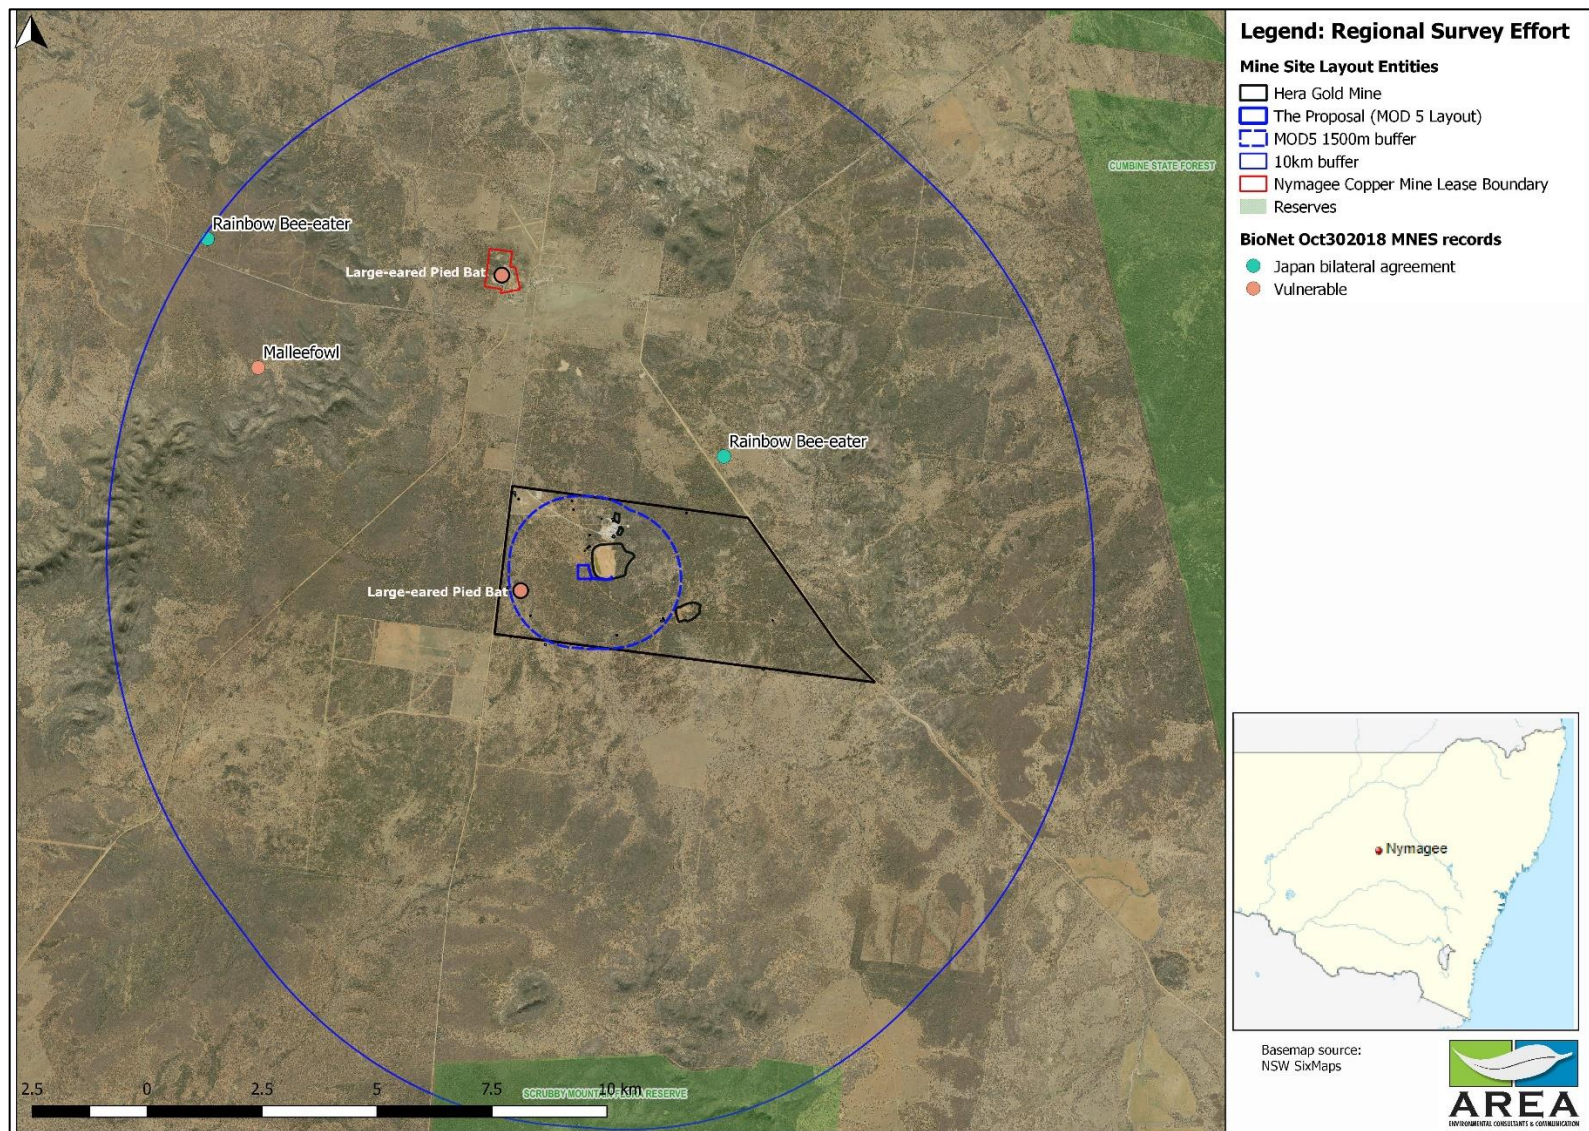 Legend: Regional Survey Effort
Mine Site Layout Entities
Hera Gold Mine
The Proposal (MOD 5 Layout)
MOD5 1500m buffer
10km buffer
Nymagee Copper Mine Lease Boundary
Reserves
BioNet Oct302018 MNES records
Japan bilateral agreement
Vulnerable
CUMBINE STATE FOREST
Rainbow Bee-eater
Large-eared Pied Bat
Malleefowl
Rainbow Bee-eater
Large-eared Pied Bat
Nymagee
2.5 0 2.5 5 7.5 10 km
SCRUBBY MOUNTAIN FLORA RESERVE
Basemap source:
NSW SixMaps
AREA
ENVIRONMENTAL CONSULTANTS & COMMUNICATION